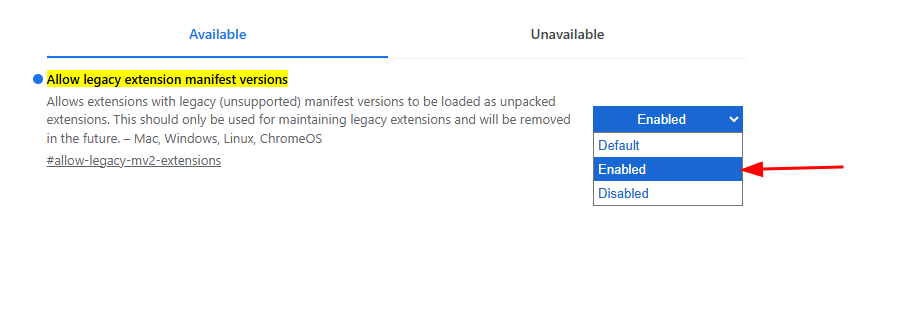 Available
Unavailable
Allow legacy extension manifest versions
Allows extensions with legacy (unsupported) manifest versions to be loaded as unpacked
extensions. This should only be used for maintaining legacy extensions and will be removed
in the future. – Mac, Windows, Linux, ChromeOS
#allow-legacy-mv2-extensions
Enabled
Default
Enabled
Disabled